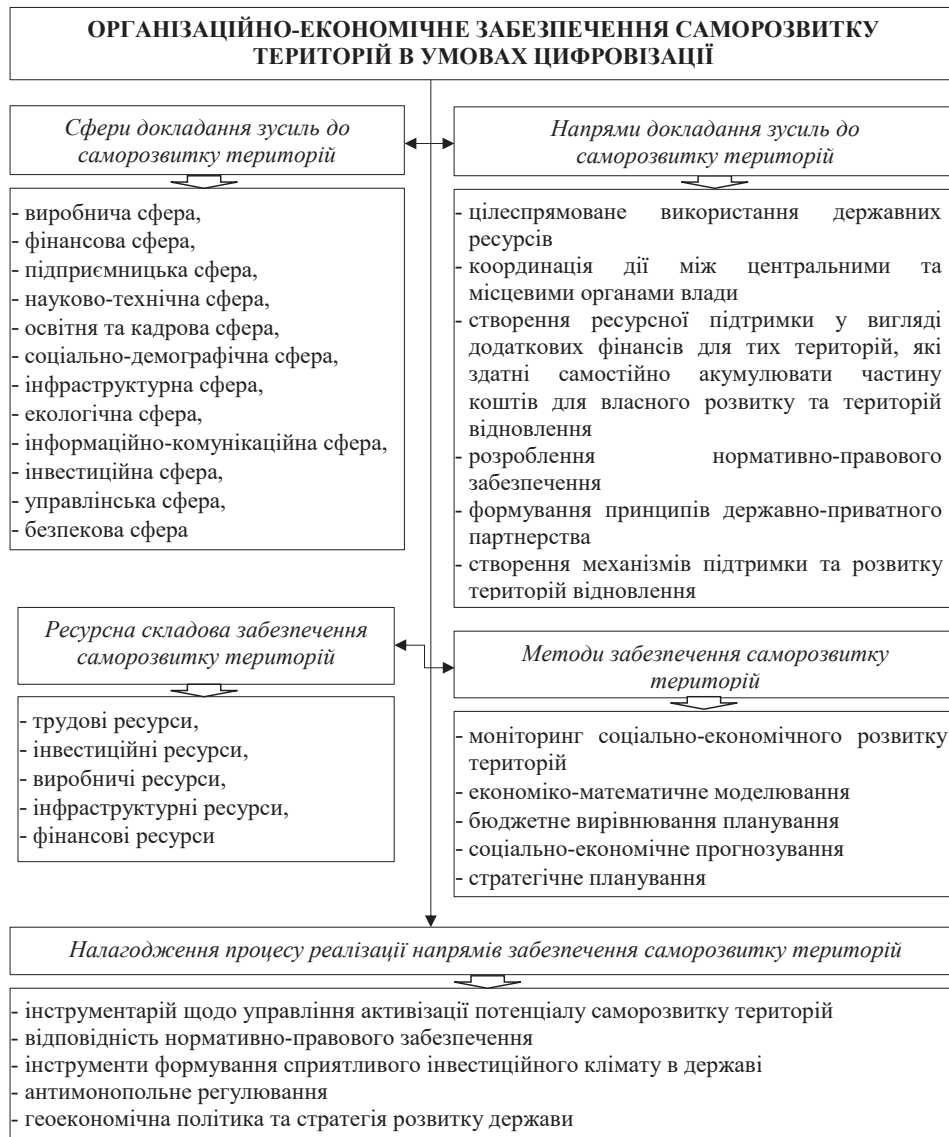 ОРГАНІЗАЦІЙНО-ЕКОНОМІЧНЕ ЗАБЕЗПЕЧЕННЯ САМОРОЗВИТКУ
ТЕРИТОРІЙ В УМОВАХ ЦИФРОВІЗАЦІЇ
Сфери докладання зусиль до
саморозвитку територій
- виробнича сфера,
- фінансова сфера,
- підприємницька сфера,
- науково-технічна сфера,
- освітня та кадрова сфера,
- соціально-демографічна сфера,
- інфраструктурна сфера,
- екологічна сфера,
- інформаційно-комунікаційна сфера,
- інвестиційна сфера,
- управлінська сфера,
- безпекова сфера
Напрями докладання зусиль до
саморозвитку територій
- цілеспрямоване використання державних
ресурсів
- координація дії між центральними та
місцевими органами влади
- створення ресурсної підтримки у вигляді
додаткових фінансів для тих територій, які
здатні самостійно акумулювати частину
коштів для власного розвитку та територій
відновлення
- розроблення нормативно-правового
забезпечення
- формування принципів державно-приватного
партнерства
- створення механізмів підтримки та розвитку
територій відновлення
Ресурсна складова забезпечення
саморозвитку територій
- трудові ресурси,
- інвестиційні ресурси,
- виробничі ресурси,
- інфраструктурні ресурси,
- фінансові ресурси
Методи забезпечення саморозвитку
територій
- моніторинг соціально-економічного розвитку
територій
- економіко-математичне моделювання
- бюджетне вирівнювання планування
- соціально-економічне прогнозування
- стратегічне планування
Налагодження процесу реалізації напрямів забезпечення саморозвитку територій
- інструментарій щодо управління активізації потенціалу саморозвитку територій
- відповідність нормативно-правового забезпечення
- інструменти формування сприятливого інвестиційного клімату в державі
- антимонопольне регулювання
- геоекономічна політика та стратегія розвитку держави